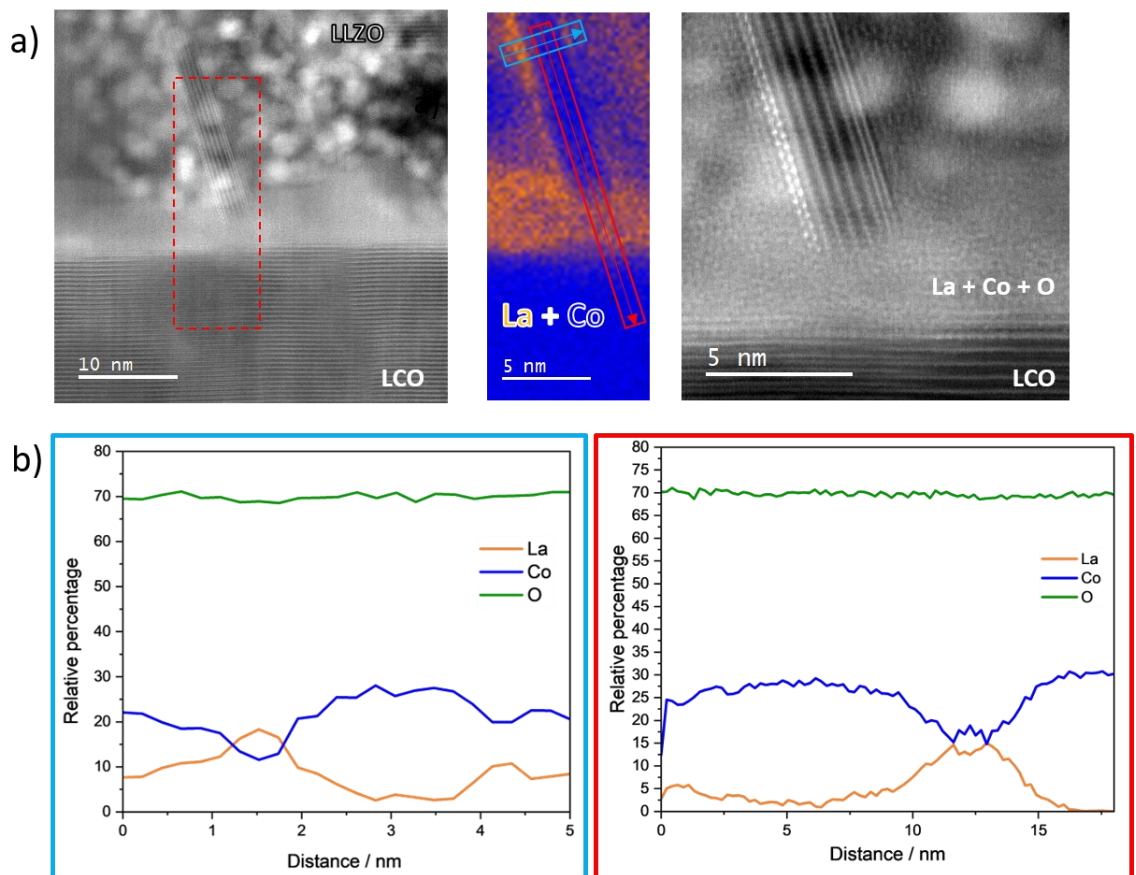 a)
LLZO
10 nm
LCO
La + Co
5 nm
La + Co + O
5 nm
LCO
b)
80
70
60
50
40
30
20
10
0
Relative percentage
La
Co
O
0 1 2 3 4 5
Distance / nm
80
75
70
65
60
55
50
45
40
35
30
25
20
15
10
5
0
Relative percentage
La
Co
O
0 5 10 15
Distance / nm